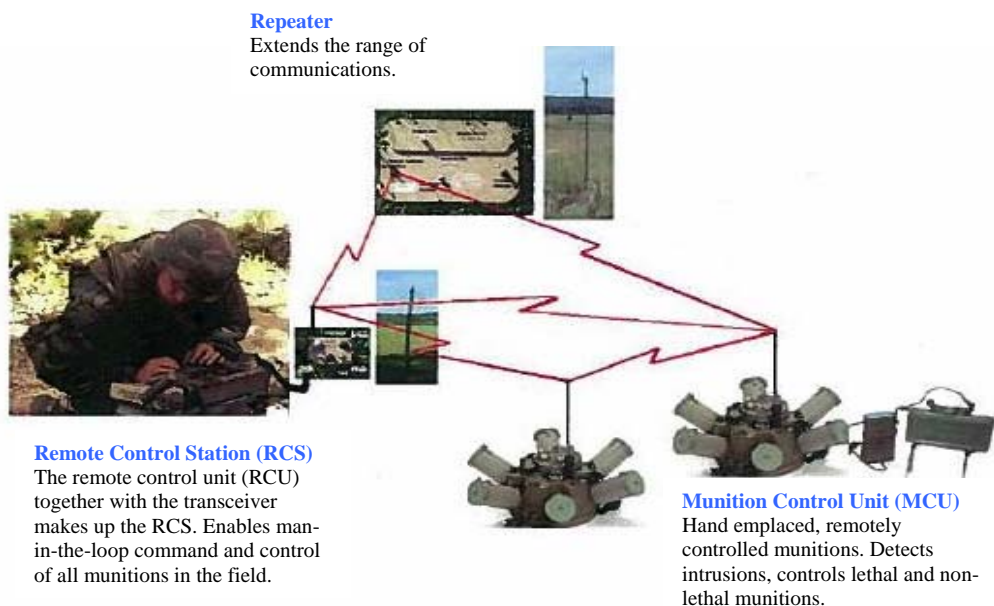 Repeater
Extends the range of
communications.
Remote Control Station (RCS)
The remote control unit (RCU)
together with the transceiver
makes up the RCS. Enables man-
in-the-loop command and control
of all munitions in the field.
Munition Control Unit (MCU)
Hand emplaced, remotely
controlled munitions. Detects
intrusions, controls lethal and non-
lethal munitions.